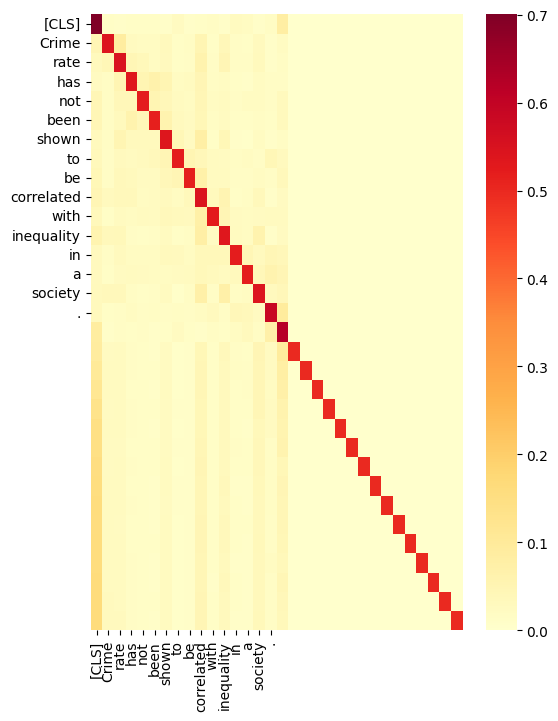 [CLS]
Crime
rate
has
not
been
shown
to
be
correlated
with
inequality
in
a
society
.
0.7
0.6
0.5
0.4
0.3
0.2
0.1
0.0
[CLS]
Crime
rate
has
not
been
shown
to
be
correlated
with
inequality
in
a
society
.